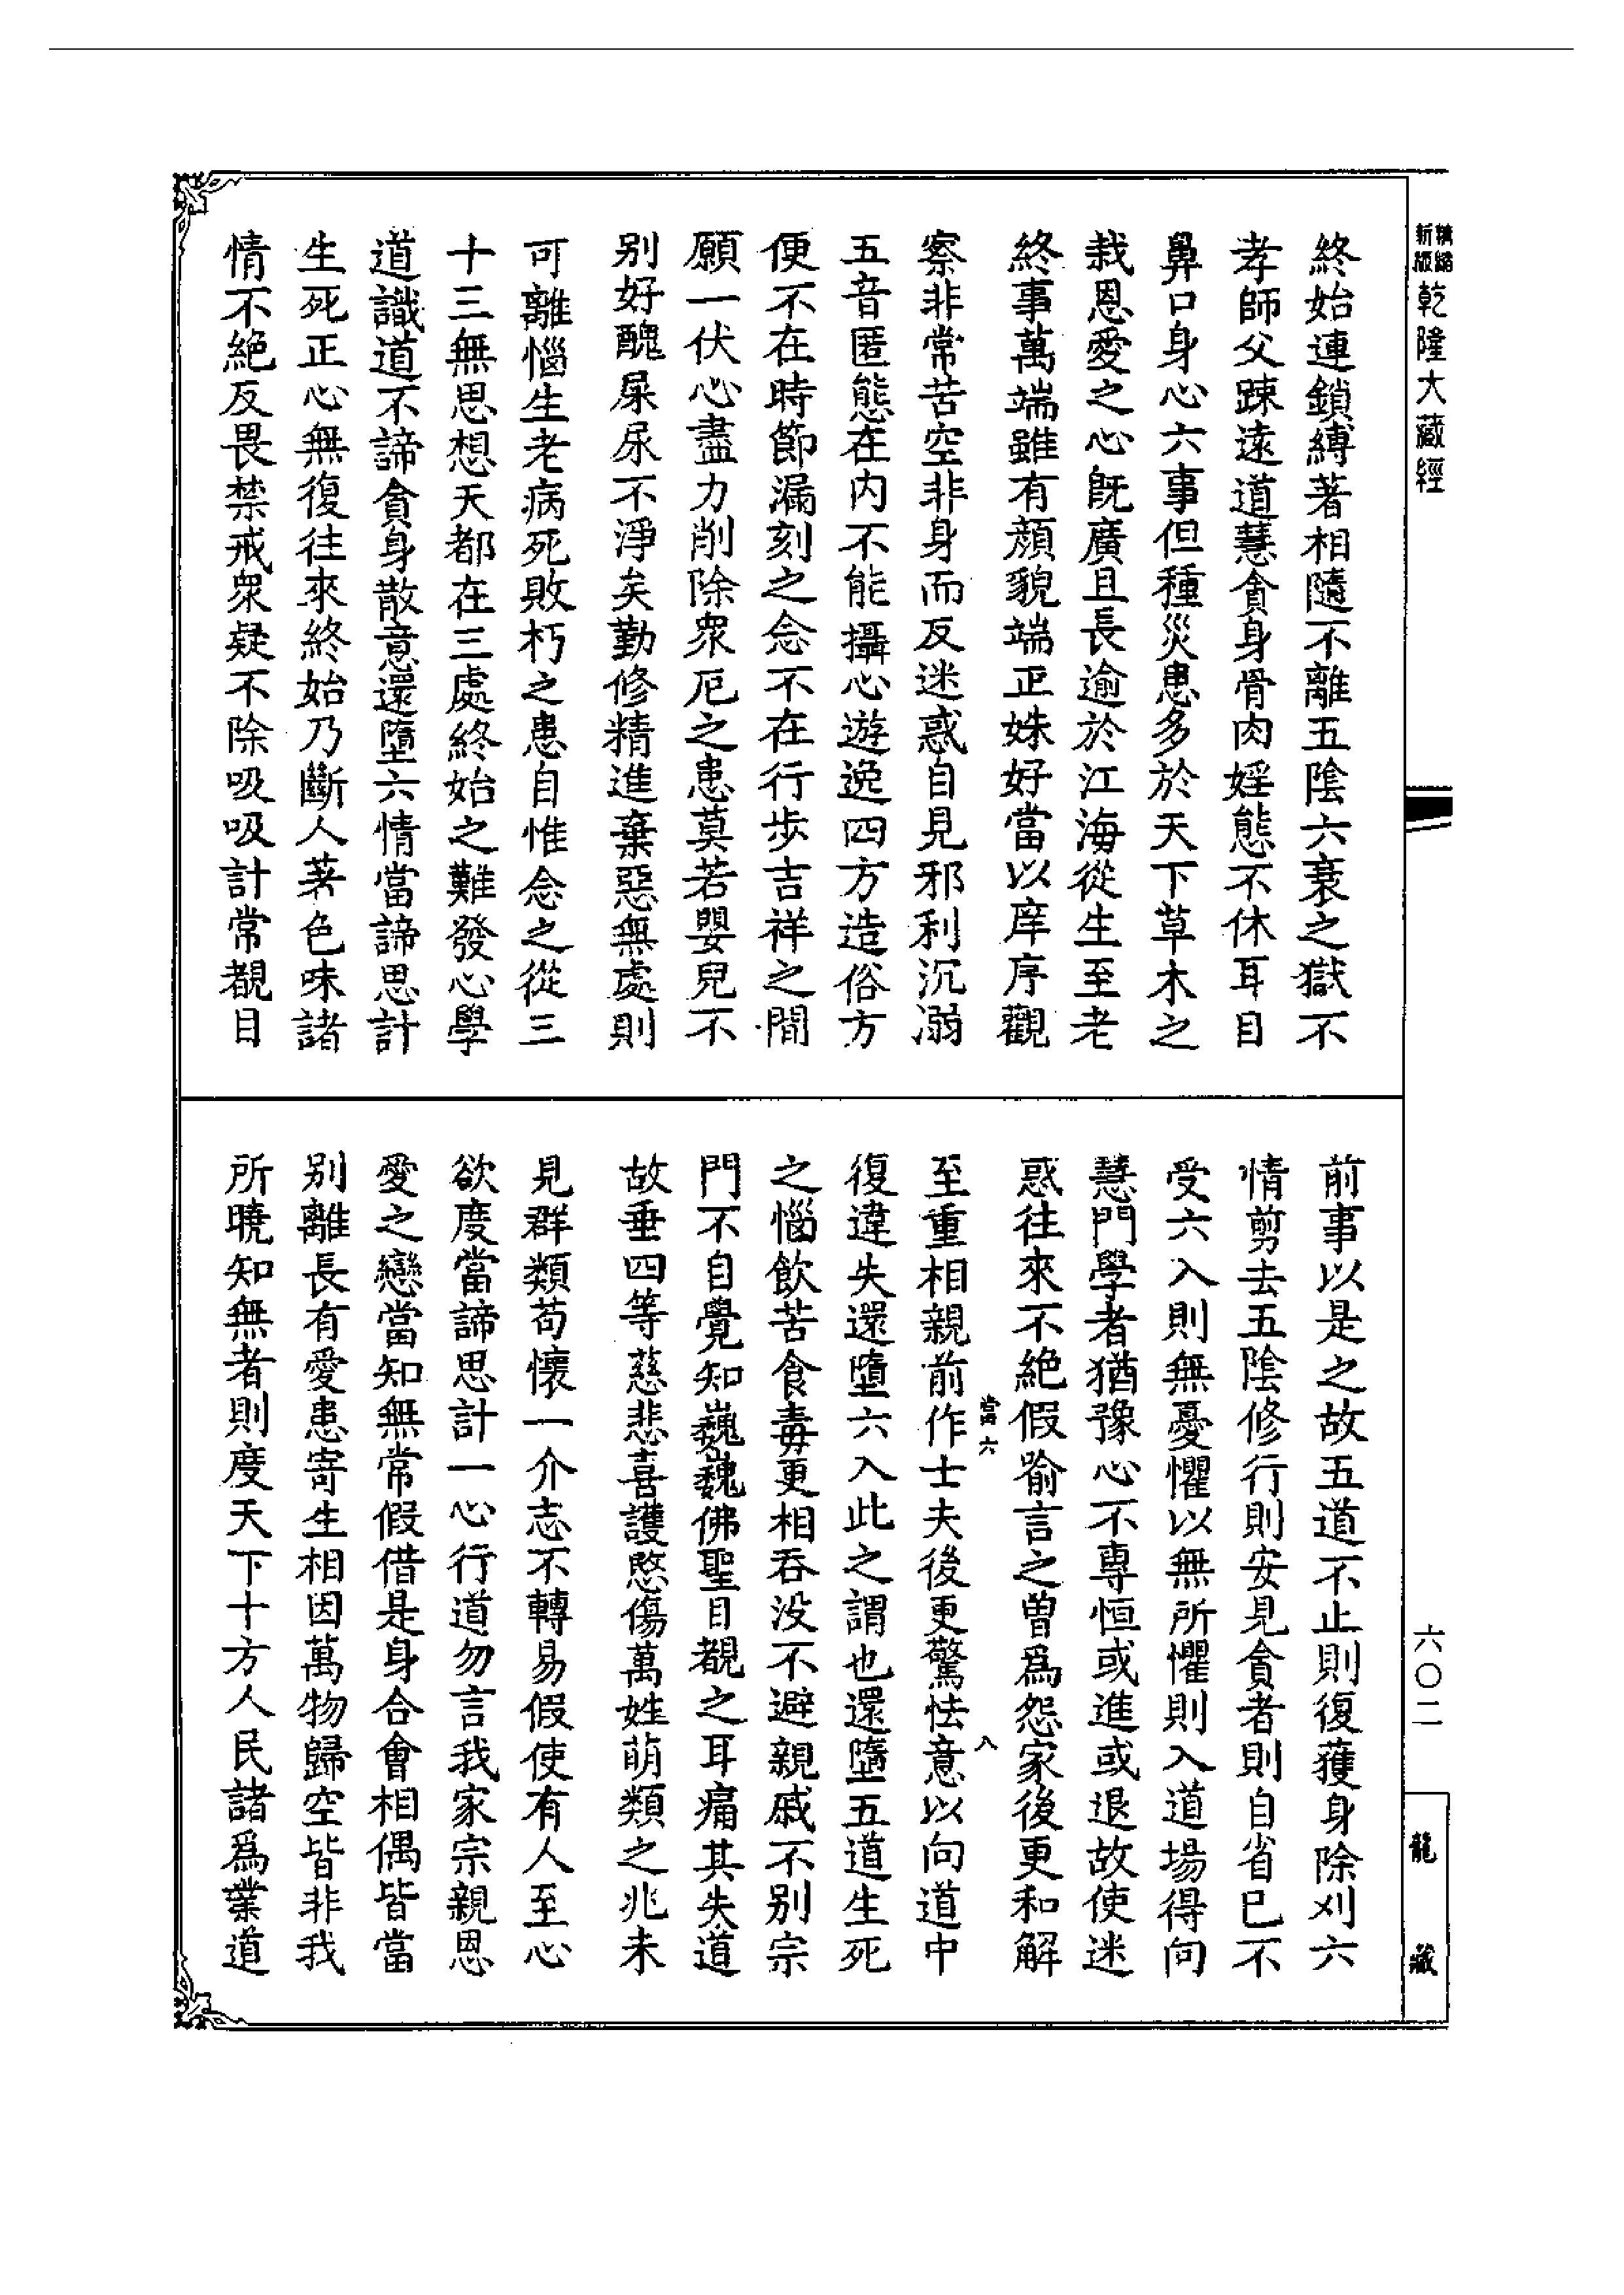 精縮新版乾隆大藏經
終始連鎖縛著相隨不離五陰六衰之獄不
孝師父踈遠道慧貪身骨肉婬態不休耳目
鼻口身心六事但種災患多於天下草木之
栽恩愛之心旣廣且長逾於江海從生至老
終事萬端雖有顏貌端正姝好當以庠序觀
察非常苦空非身而反迷惑自見邪利沉溺
五音匿態在内不能攝心遊逸四方造俗方
便不在時節漏刻之念不在行步吉祥之間
願一伏心盡力削除衆厄之患莫若嬰兒不
别好醜屎尿不淨矣勤修精進棄惡無處則
可離惱生老病死敗朽之患自惟念之從三
十三無思想天都在三處終始之難發心學
道識道不諦貪身散意還墮六情當諦思計
生死正心無復往來終始乃斷人著色味諸
情不絕反畏禁戒衆疑不除吸吸計常覩目
前事以是之故五道不止則復獲身除刈六
情剪去五陰修行則安見貪者則自省已不
受六入則無憂懼以無所懼則入道場得向
慧門學者猶豫心不專恒或進或退故使迷
惑往來不絕假喻言之曽爲怨家後更和解
至重相親前作士夫後更驚怯意以向道中
當六
八
復違失還墮六入此之謂也還墮五道生死
之惱飲苦食毒更相吞没不避親戚不别宗
門不自覺知巍巍佛聖目覩之耳痛其失道
故垂四等慈悲喜護愍傷萬姓萌類之兆未
見群類苟懷一介志不轉易假使有人至心
欲度當諦思計一心行道勿言我家宗親恩
愛之戀當知無常假借是身合會相偶皆當
别離長有愛患寄生相因萬物歸空皆非我
所曉知無者則度天下十方人民諸爲業道
六〇二
龍藏